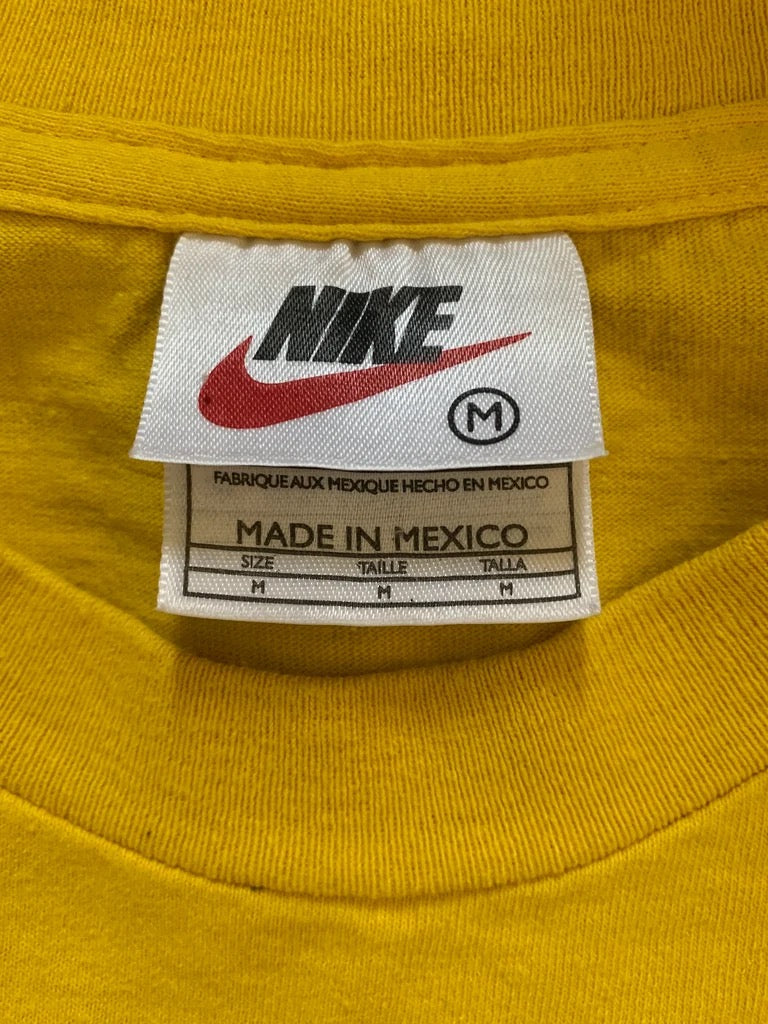 NIKE
M
FABRIQUE AUX MEXIQUE HECHO EN MEXICO
MADE IN MEXICO
SIZE TAILLE TALLA
M M M